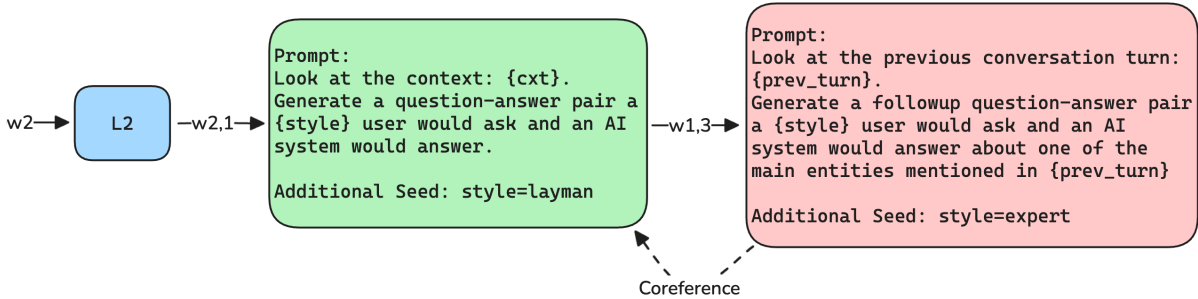 w2
L2
w2,1
Prompt:
Look at the context: {cxt}.
Generate a question-answer pair a
{style} user would ask and an AI
system would answer.
Additional Seed: style=layman
w1,3
Prompt:
Look at the previous conversation turn:
{prev_turn}.
Generate a followup question-answer pair
a {style} user would ask and an AI
system would answer about one of the
main entities mentioned in {prev_turn}
Additional Seed: style=expert
Coreference